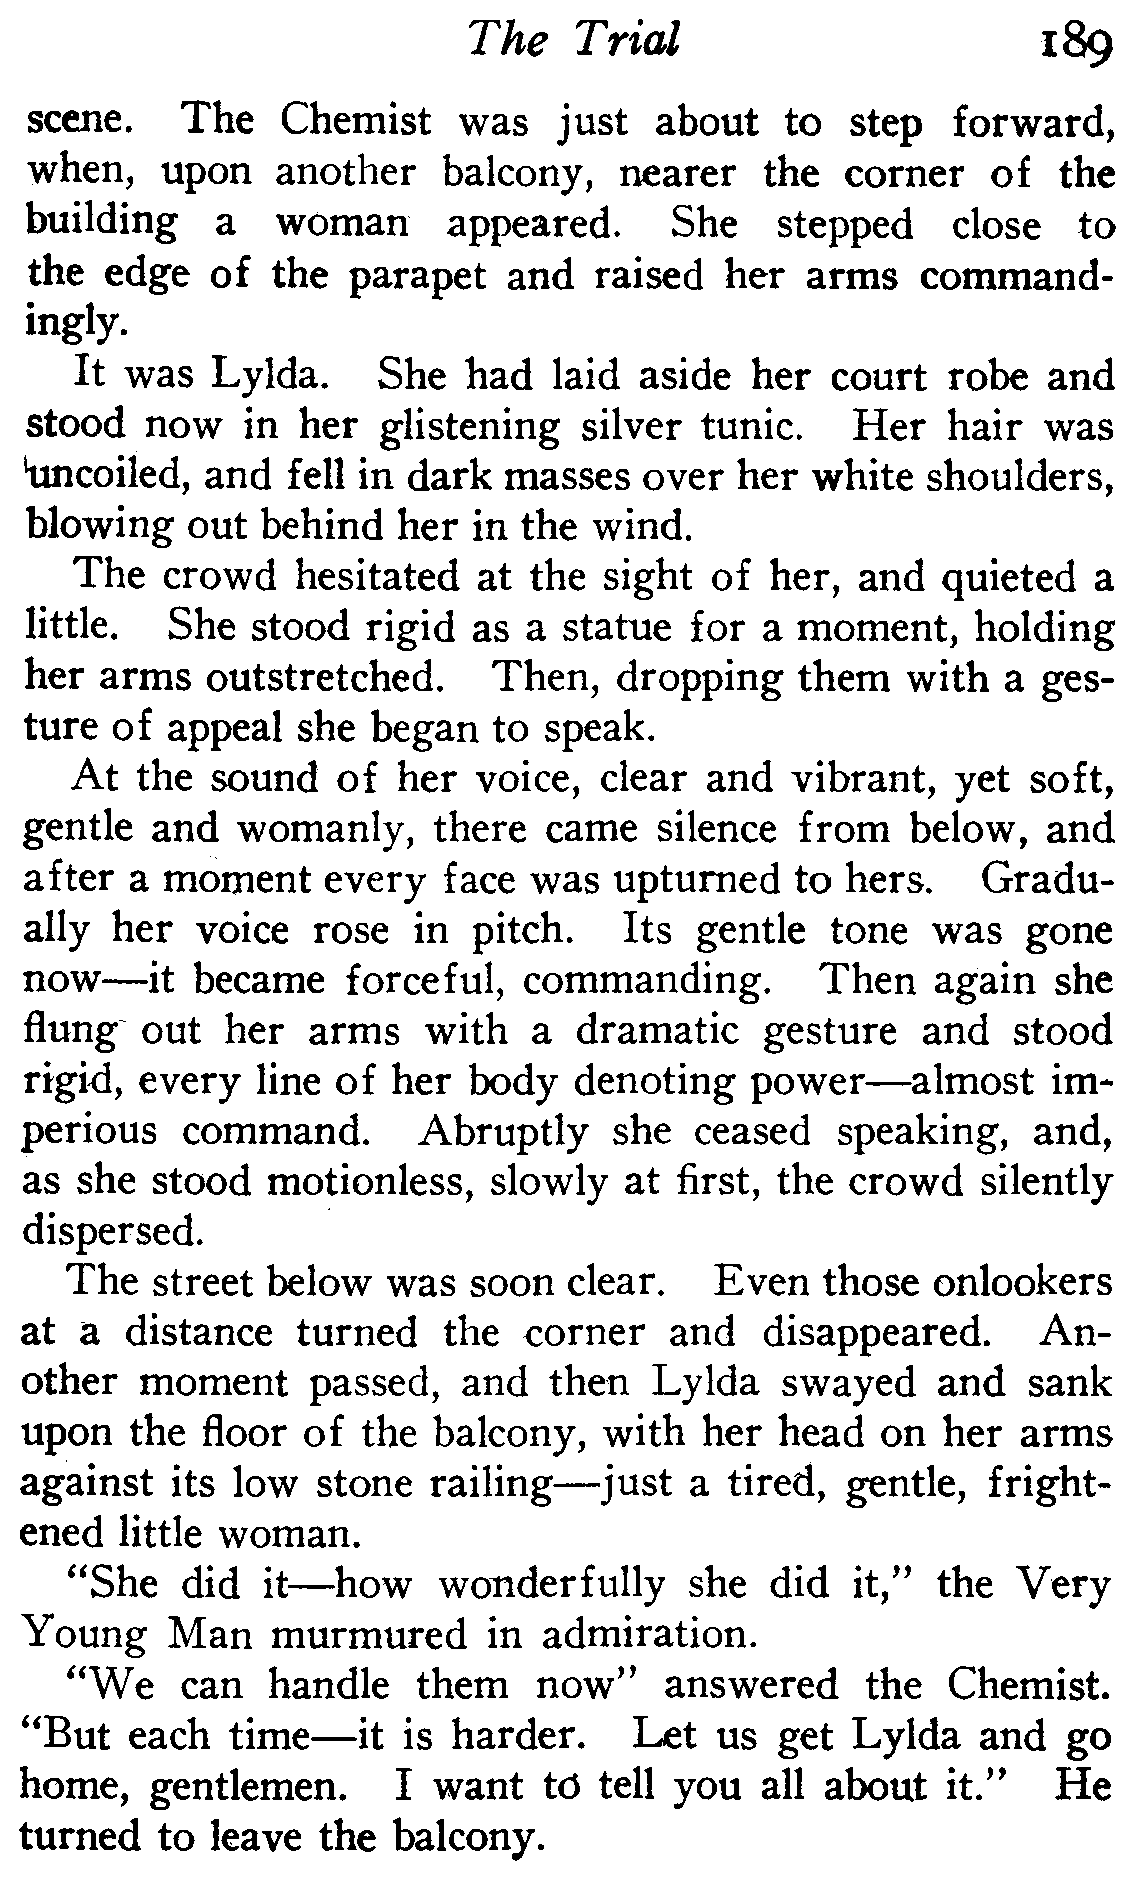 The Trial 189
scene. The Chemist was just about to step forward,
when, upon another balcony, nearer the corner of the
building a woman appeared. She stepped close to
the edge of the parapet and raised her arms command-
ingly.
It was Lylda. She had laid aside her court robe and
stood now in her glistening silver tunic. Her hair was
uncoiled, and fell in dark masses over her white shoulders,
blowing out behind her in the wind.
The crowd hesitated at the sight of her, and quieted a
little. She stood rigid as a statue for a moment, holding
her arms outstretched. Then, dropping them with a ges-
ture of appeal she began to speak.
At the sound of her voice, clear and vibrant, yet soft,
gentle and womanly, there came silence from below, and
after a moment every face was upturned to hers. Gradu-
ally her voice rose in pitch. Its gentle tone was gone
now—it became forceful, commanding. Then again she
flung out her arms with a dramatic gesture and stood
rigid, every line of her body denoting power—almost im-
perious command. Abruptly she ceased speaking, and,
as she stood motionless, slowly at first, the crowd silently
dispersed.
The street below was soon clear. Even those onlookers
at a distance turned the corner and disappeared. An-
other moment passed, and then Lylda swayed and sank
upon the floor of the balcony, with her head on her arms
against its low stone railing—just a tired, gentle, fright-
ened little woman.
"She did it—how wonderfully she did it," the Very
Young Man murmured in admiration.
"We can handle them now" answered the Chemist.
"But each time—it is harder. Let us get Lylda and go
home, gentlemen. I want to tell you all about it." He
turned to leave the balcony.